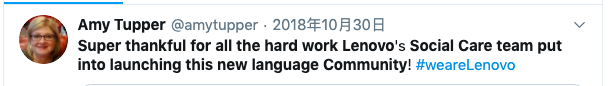 Amy Tupper @amytupper · 2018年10月30日
Super thankful for all the hard work Lenovo's Social Care team put
into launching this new language Community! #weareLenovo